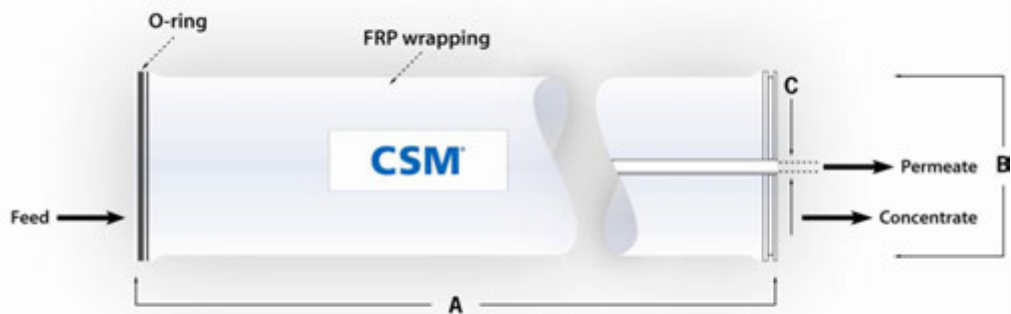 O-ring
FRP wrapping
C
CSM®
Permeate
B
Feed
Concentrate
A